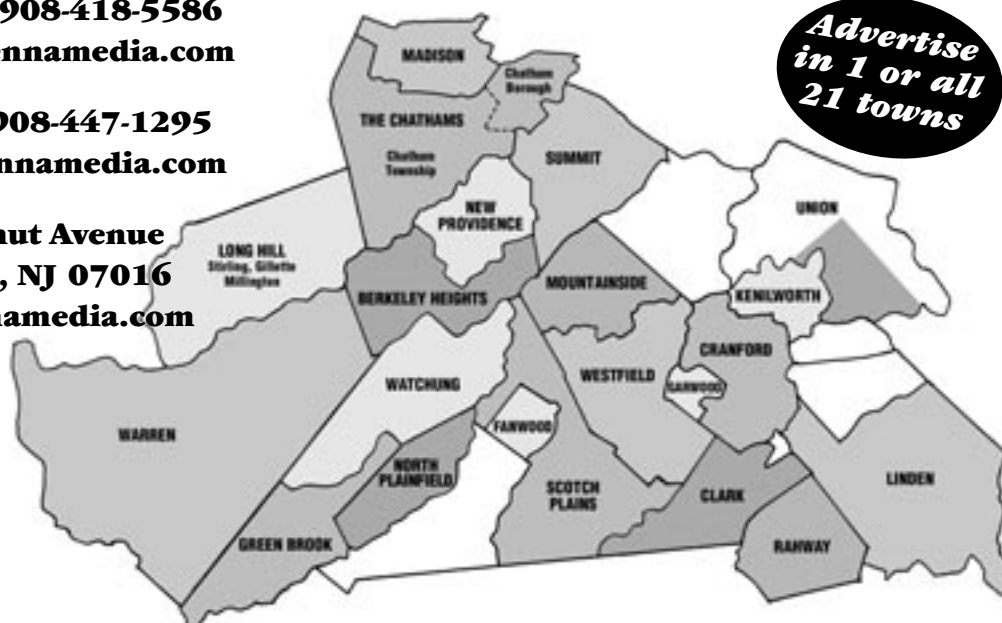 908-418-5586
ennamedia.com
908-447-1295
nnamedia.com
nut Avenue
, NJ 07016
namedia.com
Advertise
in 1 or all
21 towns
MADISON
Chatham
Borough
THE CHATHAMS
Chatham
Township
SUMMIT
NEW
PROVIDENCE
UNION
LONG HILL
Stirling, Gillette
Millington
BERKELEY HEIGHTS
MOUNTAINSIDE
KENILWORTH
CRANFORD
WATCHUNG
WESTFIELD
GARWOOD
WARREN
FANWOOD
NORTH
PLAINFIELD
SCOTCH
PLAINS
CLARK
LINDEN
GREEN BROOK
RAHWAY